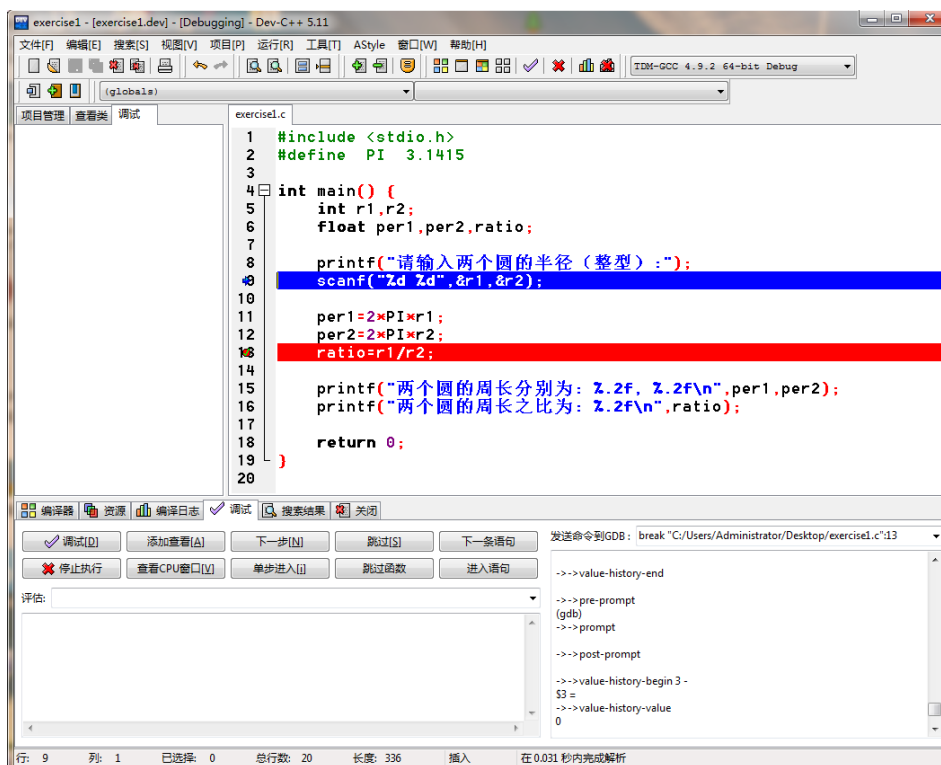 exercise1 - [exercise1.dev] - [Debugging] - Dev-C++ 5.11
文件[F] 编辑[E] 搜索[S] 视图[V] 项目[P] 运行[R] 工具[T] AStyle 窗口[W] 帮助[H]
TDM-GCC 4.9.2 64-bit Debug
(globals)
项目管理 查看类 调试 exercise1.c
1 #include <stdio.h>
2 #define PI 3.1415
3
4 int main() {
5 int r1,r2;
6 float per1,per2,ratio;
7
8 printf("请输入两个圆的半径（整型）:");
9 scanf("%d %d",&r1,&r2);
10
11 per1=2*PI*r1;
12 per2=2*PI*r2;
13 ratio=r1/r2;
14
15 printf("两个圆的周长分别为: %.2f, %.2f\n",per1,per2);
16 printf("两个圆的周长之比为: %.2f\n",ratio);
17
18 return 0;
19 }
20
编译器 资源 编译日志 调试 搜索结果 关闭
调试[D] 添加查看[A] 下一步[N] 跳过[S] 下一条语句 发送命令到GDB: break "C:/Users/Administrator/Desktop/exercise1.c":13
停止执行 查看CPU窗口[V] 单步进入[i] 跳过函数 进入语句
评估:
->->value-history-end
->->pre-prompt
(gdb)
->->prompt
->->post-prompt
->->value-history-begin 3 -
$3 =
->->value-history-value
0
行: 9 列: 1 已选择: 0 总行数: 20 长度: 336 插入 在 0.031 秒内完成解析